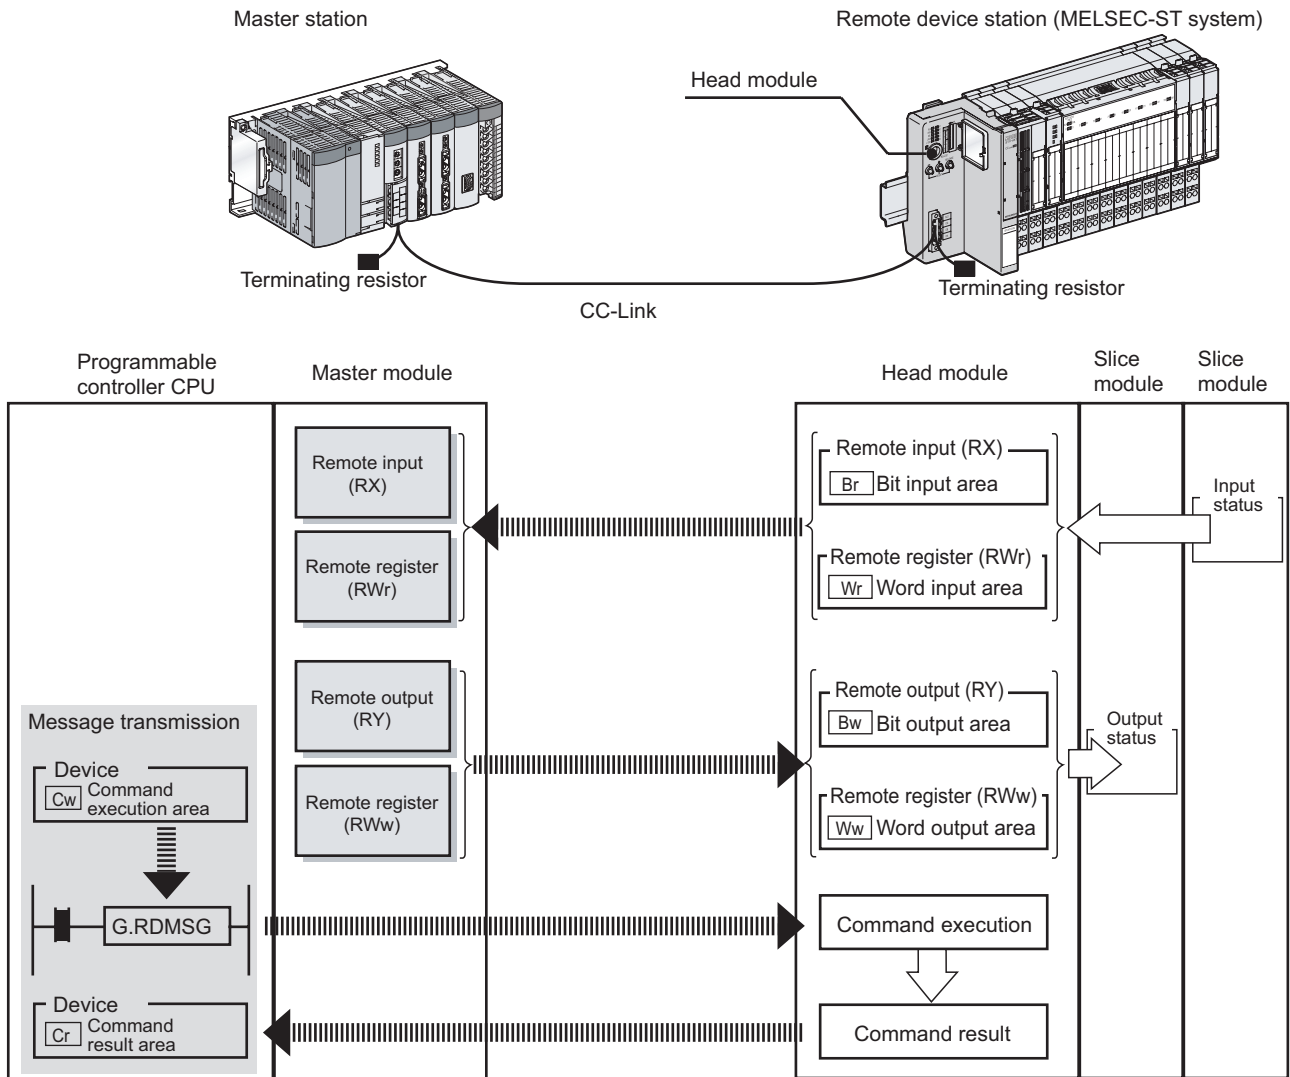 Master station
Remote device station (MELSEC-ST system)
Head module
Terminating resistor
Terminating resistor
CC-Link
Programmable
controller CPU
Master module
Head module
Slice
module
Slice
module
Remote input
(RX)
Remote register
(RWr)
Remote input (RX)
Br Bit input area
Remote register (RWr)
Wr Word input area
Input
status
Remote output
(RY)
Remote register
(RWw)
Remote output (RY)
Bw Bit output area
Remote register (RWw)
Ww Word output area
Output
status
Message transmission
Device
Cw Command
execution area
G.RDMSG
Device
Cr Command
result area
Command execution
Command result